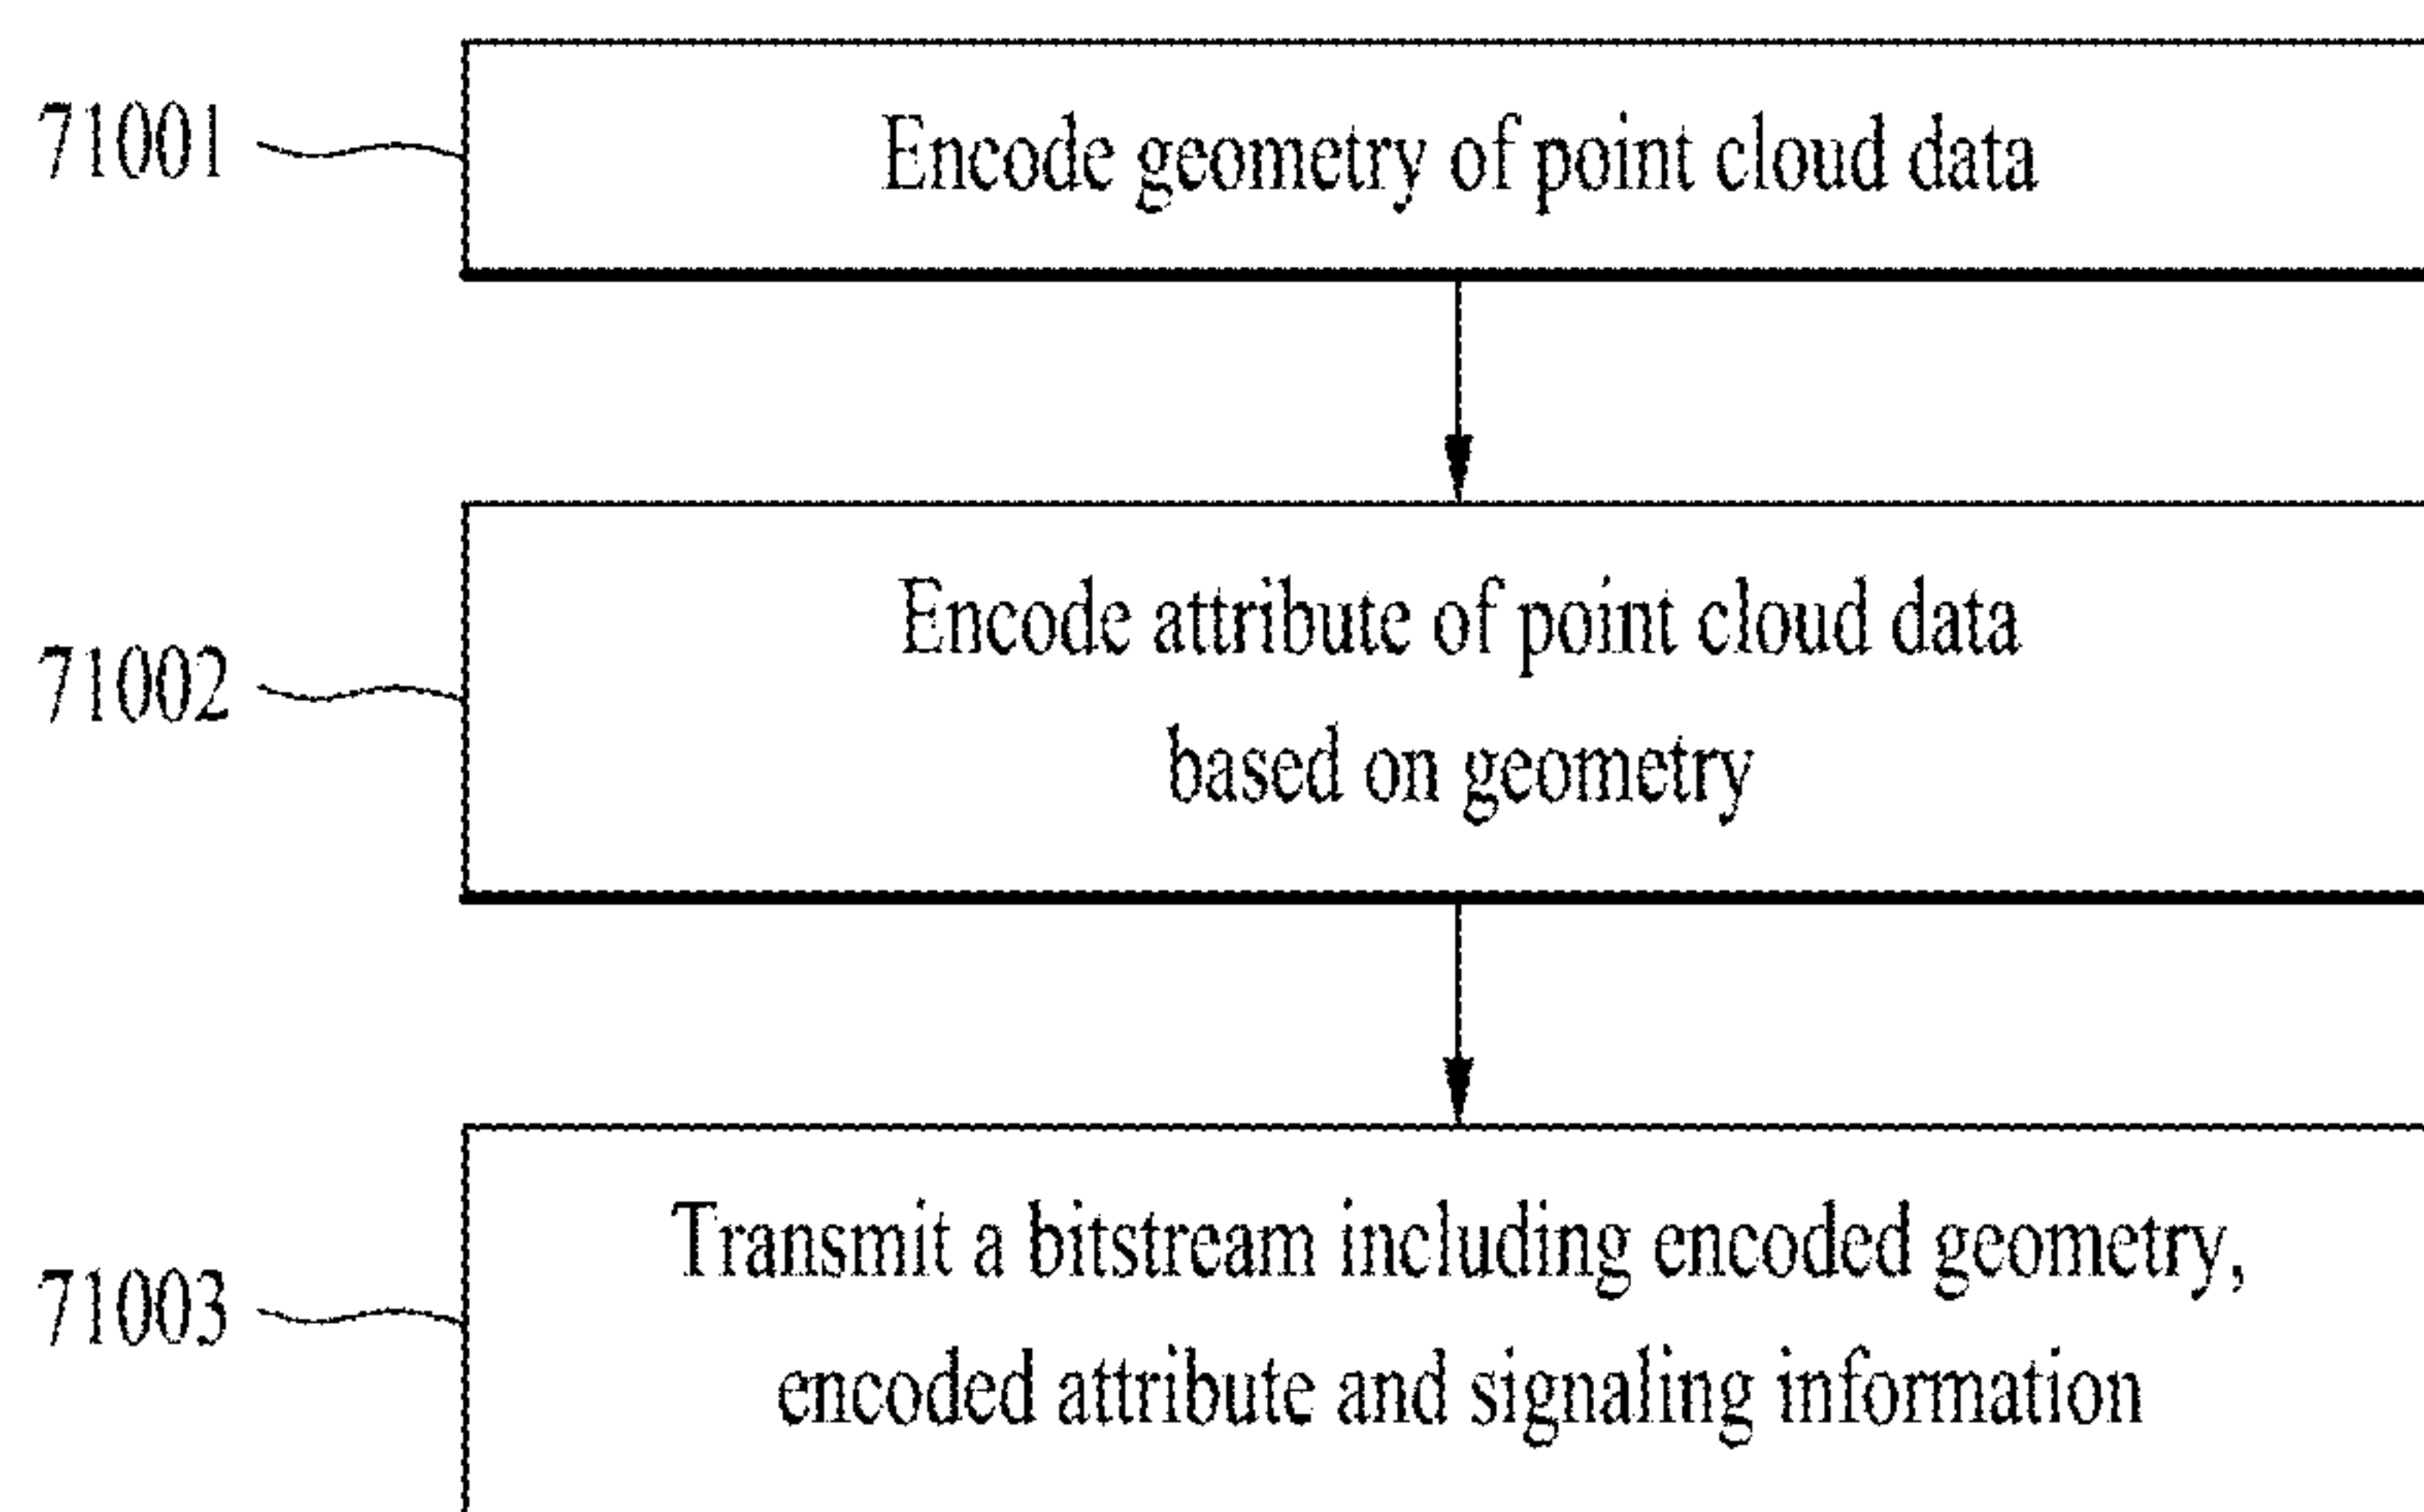 71001
Encode geometry of point cloud data
71002
Encode attribute of point cloud data
based on geometry
71003
Transmit a bitstream including encoded geometry,
encoded attribute and signaling information